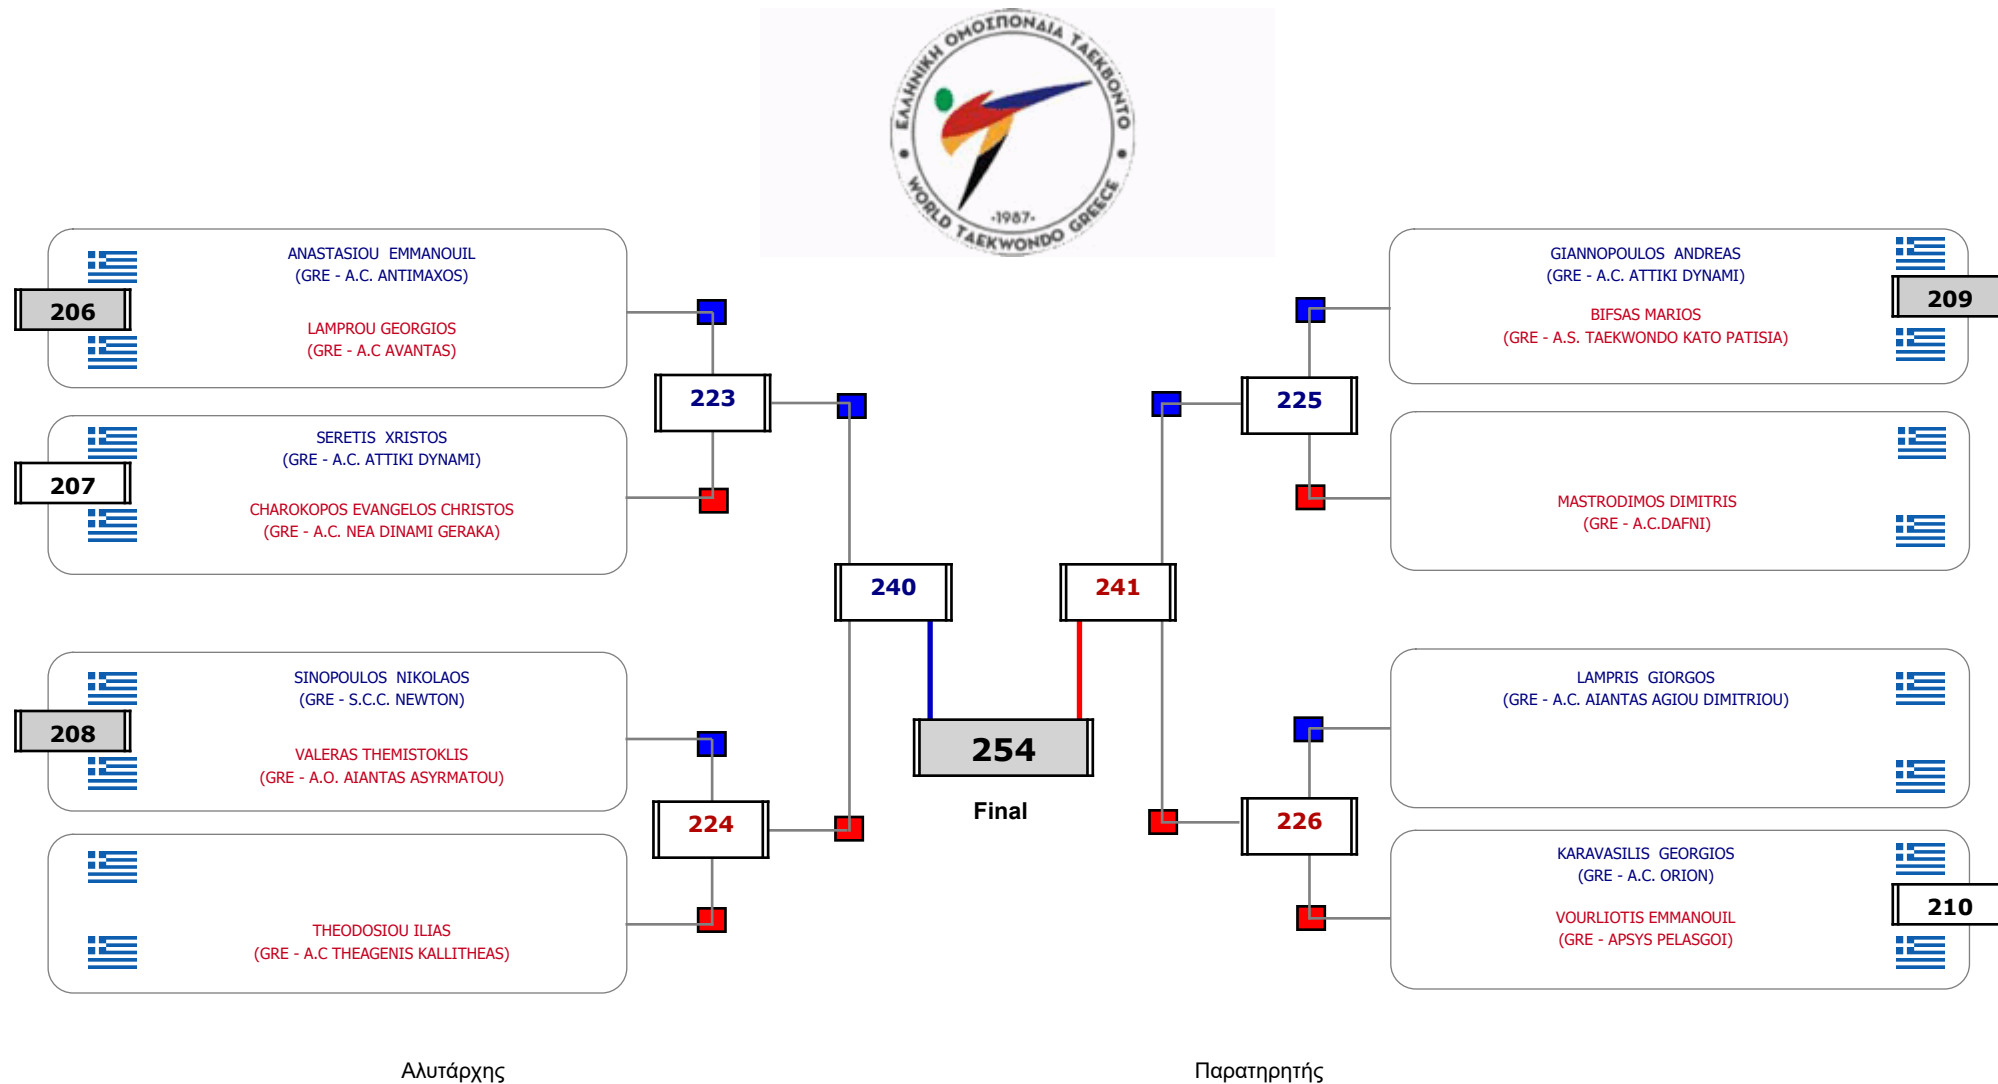 ΕΛΛΗΝΙΚΗ ΟΜΟΣΠΟΝΔΙΑ ΤΑΕΚΒΟΝΤΟ
-1987-
WORLD TAEKWONDO GREECE
ANASTASIOU EMMANOUIL
(GRE - A.C. ANTIMAXOS)
206
LAMPROU GEORGIOS
(GRE - A.C AVANTAS)
223
SERETIS XRISTOS
(GRE - A.C. ATTIKI DYNAMI)
207
CHAROKOPOS EVANGELOS CHRISTOS
(GRE - A.C. NEA DINAMI GERAKA)
240
SINOPOULOS NIKOLAOS
(GRE - S.C.C. NEWTON)
208
VALERAS THEMISTOKLIS
(GRE - A.O. AIANTAS ASYRMATOU)
224
THEODOSIOU ILIAS
(GRE - A.C THEAGENIS KALLITHEAS)
254
Final
GIANNOPOULOS ANDREAS
(GRE - A.C. ATTIKI DYNAMI)
209
BIFSAS MARIOS
(GRE - A.S. TAEKWONDO KATO PATISIA)
225
MASTRODIMOS DIMITRIS
(GRE - A.C.DAFNI)
241
LAMPRIS GIORGOS
(GRE - A.C. AIANTAS AGIOU DIMITRIOU)
226
KARAVASILIS GEORGIOS
(GRE - A.C. ORION)
210
VOURLIOTIS EMMANOUIL
(GRE - APSYS PELASGOI)
Αλυτάρχης
Παρατηρητής